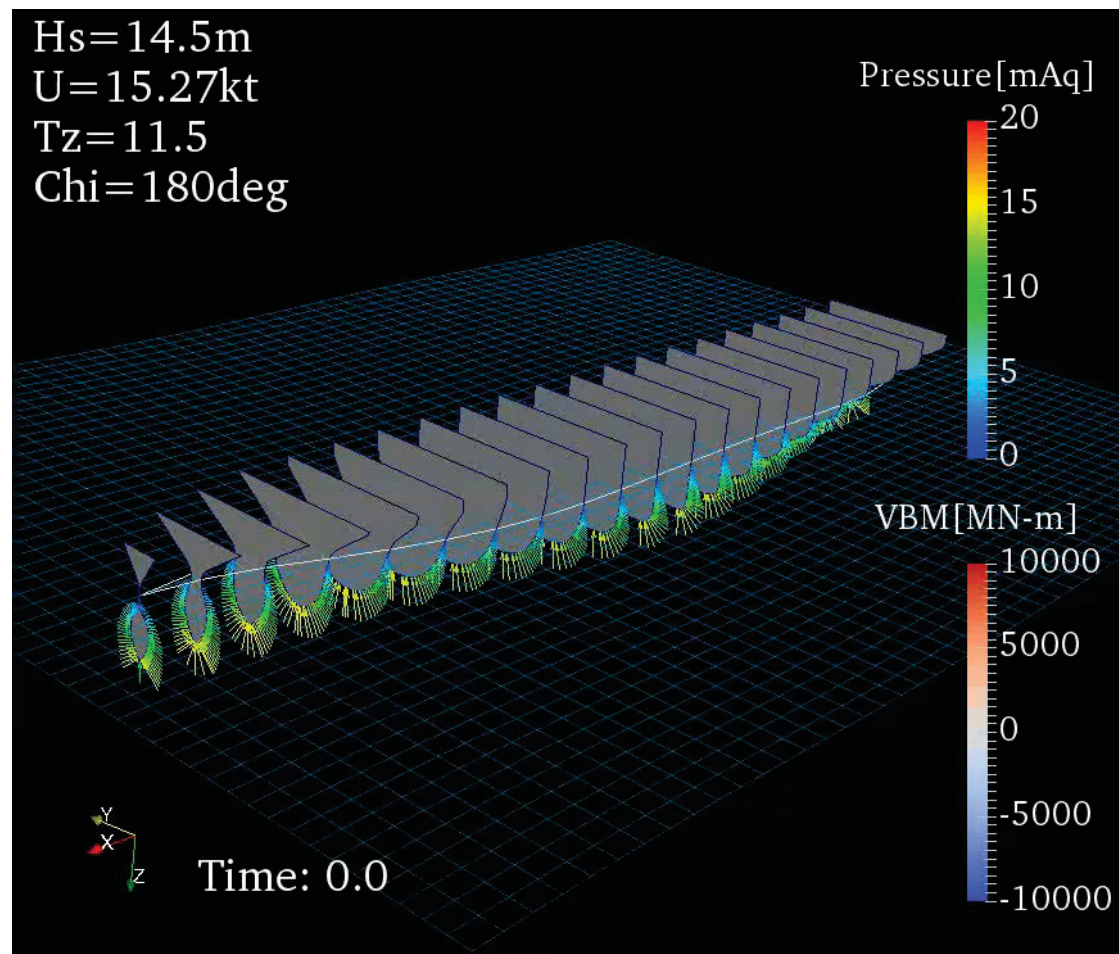 Hs=14.5m
U=15.27kt
Tz=11.5
Chi=180deg
Pressure[mAq]
20
15
10
5
0
VBM[MN-m]
10000
5000
0
-5000
-10000
Y
X
Z
Time: 0.0